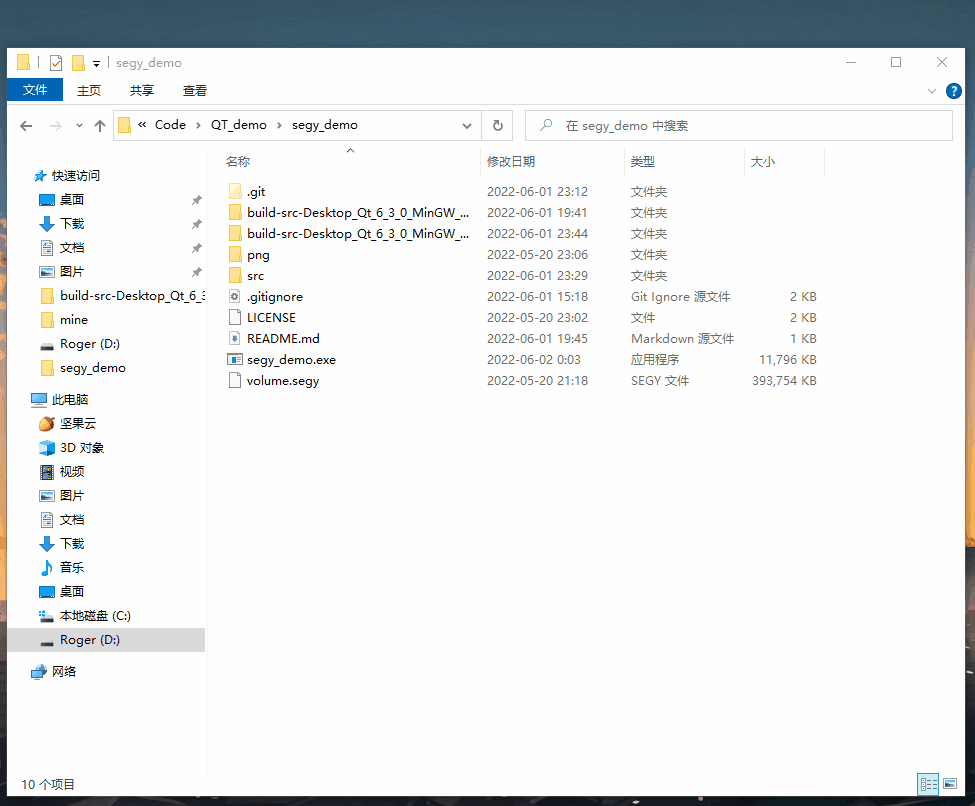 segy_demo
文件 主页 共享 查看
« Code › QT_demo › segy_demo 在 segy_demo 中搜索
名称 修改日期 类型 大小
快速访问
桌面
下载
文档
图片
build-src-Desktop_Qt_6_3
mine
Roger (D:)
segy_demo
此电脑
坚果云
3D 对象
视频
图片
文档
下载
音乐
桌面
本地磁盘 (C:)
Roger (D:)
网络
.git 2022-06-01 23:12 文件夹
build-src-Desktop_Qt_6_3_0_MinGW_... 2022-06-01 19:41 文件夹
build-src-Desktop_Qt_6_3_0_MinGW_... 2022-06-01 23:44 文件夹
png 2022-05-20 23:06 文件夹
src 2022-06-01 23:29 文件夹
.gitignore 2022-06-01 15:18 Git Ignore 源文件 2 KB
LICENSE 2022-05-20 23:02 文件 2 KB
README.md 2022-06-01 19:45 Markdown 源文件 1 KB
segy_demo.exe 2022-06-02 0:03 应用程序 11,796 KB
volume.segy 2022-05-20 21:18 SEGY 文件 393,754 KB
10 个项目